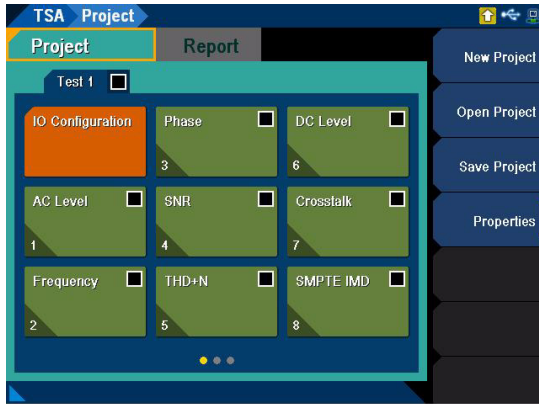 TSA Project
Project Report
New Project
Test 1
Open Project
IO Configuration Phase DC Level
3 6
Save Project
AC Level SNR Crosstalk
Properties
1 4 7
Frequency THD+N SMPTE IMD
2 5 8